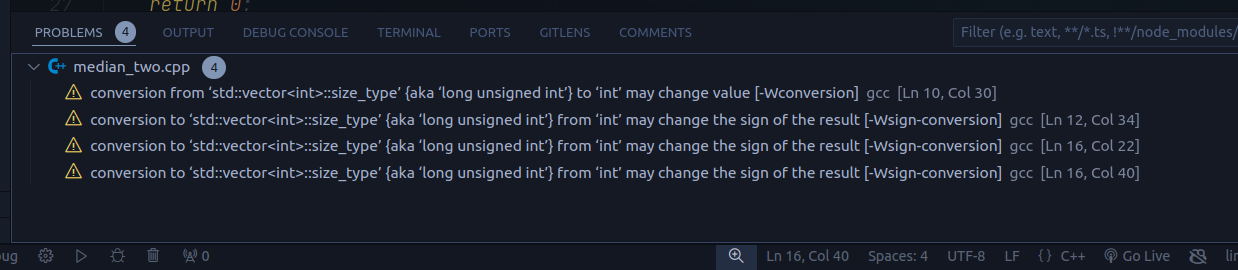 27 return 0;
PROBLEMS 4 OUTPUT DEBUG CONSOLE TERMINAL PORTS GITLENS COMMENTS Filter (e.g. text, **/*.ts, !**/node_modules/
C++ median_two.cpp 4
conversion from ‘std::vector<int>::size_type’ {aka ‘long unsigned int’} to ‘int’ may change value [-Wconversion] gcc [Ln 10, Col 30]
conversion to ‘std::vector<int>::size_type’ {aka ‘long unsigned int’} from ‘int’ may change the sign of the result [-Wsign-conversion] gcc [Ln 12, Col 34]
conversion to ‘std::vector<int>::size_type’ {aka ‘long unsigned int’} from ‘int’ may change the sign of the result [-Wsign-conversion] gcc [Ln 16, Col 22]
conversion to ‘std::vector<int>::size_type’ {aka ‘long unsigned int’} from ‘int’ may change the sign of the result [-Wsign-conversion] gcc [Ln 16, Col 40]
0 Ln 16, Col 40 Spaces: 4 UTF-8 LF {} C++ Go Live